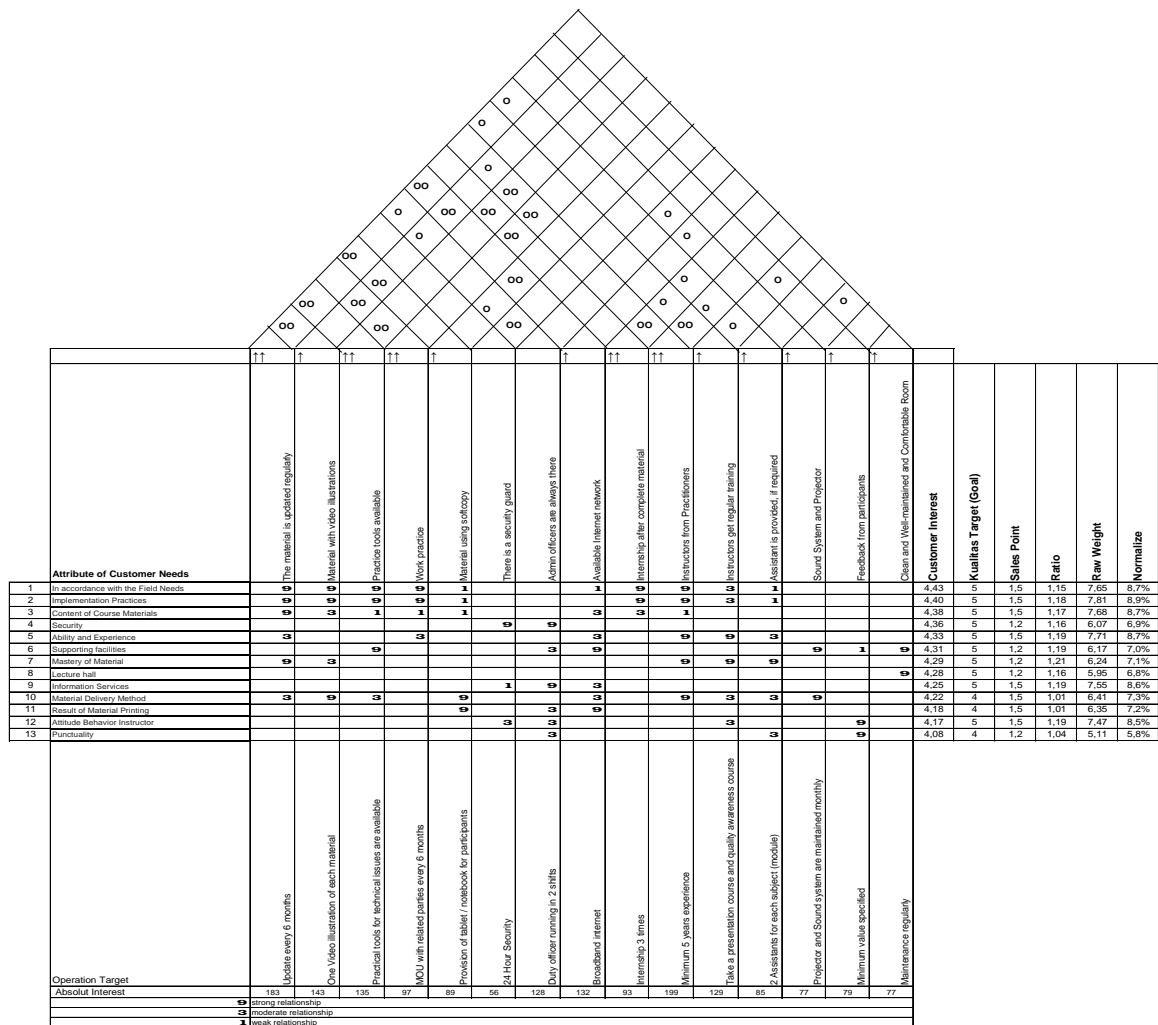 o
o
o
oo
oo
o oo oo oo o
o oo o
oo
oo oo o o
oo oo o o o o
oo oo oo oo oo o
↑↑ ↑ ↑↑ ↑↑ ↑ ↑ ↑↑ ↑↑ ↑ ↑ ↑ ↑ ↑
Attribute of Customer Needs
The material is updated regularly
Material with video illustrations
Practice tools available
Work practice
Material using softcopy
There is a security guard
Admin officers are always there
Available Internet network
Internship after complete material
Instructors from Practitioners
Instructors get regular training
Assistant is provided, if required
Sound System and Projector
Feedback from participants
Clean and Well-maintained and Comfortable Room
Customer Interest
Kualitas Target (Goal)
Sales Point
Ratio
Raw Weight
Normalize
1 In accordance with the Field Needs 9 9 9 9 1 1 9 9 3 1 4,43 5 1,5 1,15 7,65 8,7%
2 Implementation Practices 9 9 9 9 1 9 9 3 1 4,40 5 1,5 1,18 7,81 8,9%
3 Content of Course Materials 9 3 1 1 1 3 3 1 4,38 5 1,5 1,17 7,68 8,7%
4 Security 9 9 4,36 5 1,2 1,16 6,07 6,9%
5 Ability and Experience 3 3 3 9 9 3 4,33 5 1,5 1,19 7,71 8,7%
6 Supporting facilities 9 3 9 9 1 9 4,31 5 1,2 1,19 6,17 7,0%
7 Mastery of Material 9 3 9 9 9 4,29 5 1,2 1,21 6,24 7,1%
8 Lecture hall 9 4,28 5 1,2 1,16 5,95 6,8%
9 Information Services 1 9 3 4,25 5 1,5 1,19 7,55 8,6%
10 Material Delivery Method 3 9 3 9 3 9 3 3 9 4,22 4 1,5 1,01 6,41 7,3%
11 Result of Material Printing 9 3 9 4,18 4 1,5 1,01 6,35 7,2%
12 Attitude Behavior Instructor 3 3 3 9 4,17 5 1,5 1,19 7,47 8,5%
13 Punctuality 3 3 9 4,08 4 1,2 1,04 5,11 5,8%
Operation Target
Update every 6 months
One Video illustration of each material
Practical tools for technical issues are available
MOU with related parties every 6 months
Provision of tablet / notebook for participants
24 Hour Security
Duty officer running in 2 shifts
Broadband internet
Internship 3 times
Minimum 5 years experience
Take a presentation course and quality awareness course
2 Assistants for each subject (module)
Projector and Sound system are maintained monthly
Minimum value specified
Maintenance regularly
Absolut Interest 183 143 135 97 89 56 128 132 93 199 129 85 77 79 77
9 strong relationship
3 moderate relationship
1 weak relationship